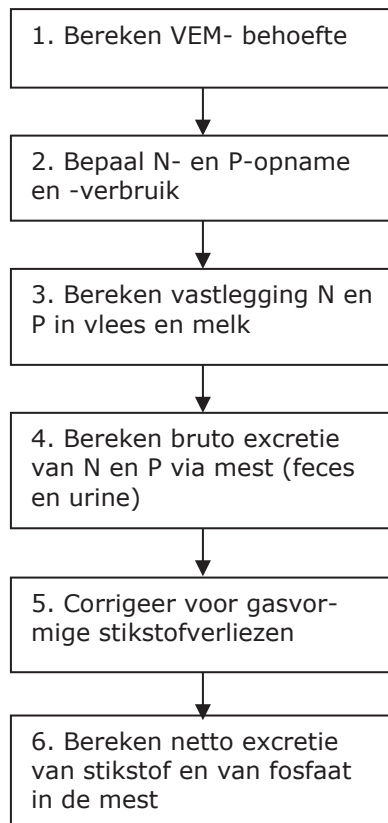 1. Bereken VEM- behoefte
2. Bepaal N- en P-opname
en -verbruik
3. Bereken vastlegging N en
P in vlees en melk
4. Bereken bruto excretie
van N en P via mest (feces
en urine)
5. Corrigeer voor gasvor-
mige stikstofverliezen
6. Bereken netto excretie
van stikstof en van fosfaat
in de mest